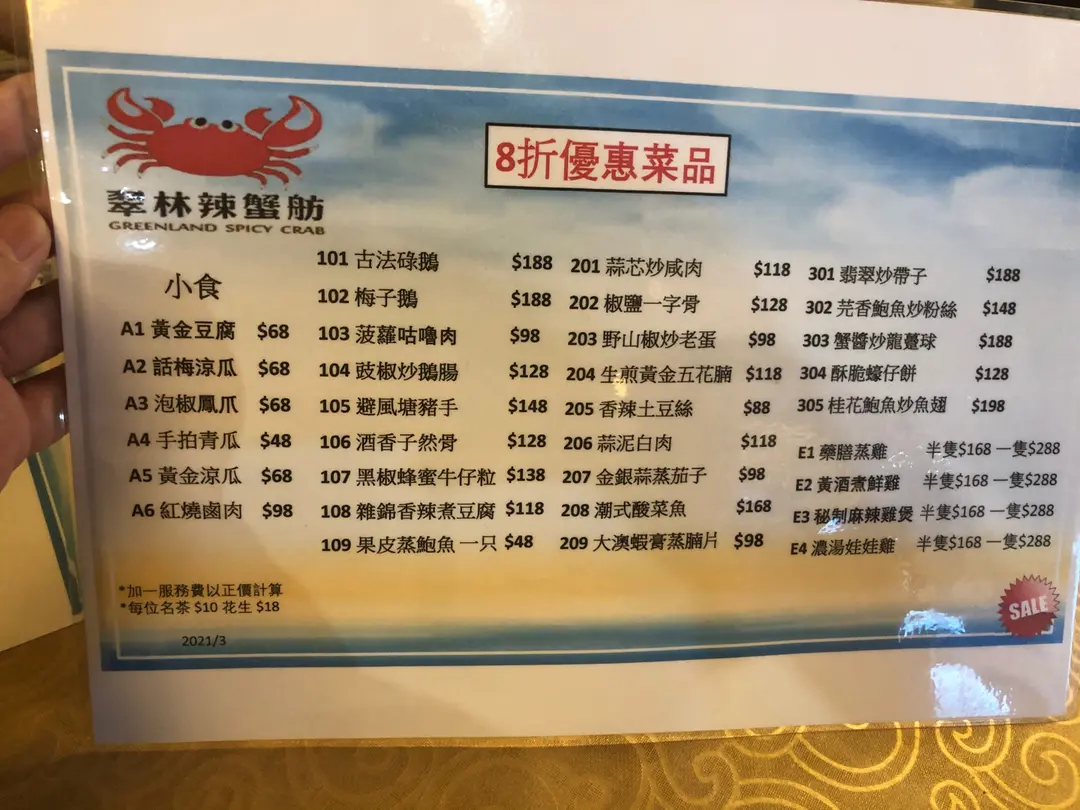 翠林辣蟹舫
GREENLAND SPICY CRAB
8折優惠菜品
小食
A1 黃金豆腐 $68
A2 話梅涼瓜 $68
A3 泡椒鳳爪 $68
A4 手拍青瓜 $48
A5 黃金涼瓜 $68
A6 紅燒鹵肉 $98
101 古法碌鵝 $188
102 梅子鵝 $188
103 菠蘿咕嚕肉 $98
104 豉椒炒鵝腸 $128
105 避風塘豬手 $148
106 酒香子然骨 $128
107 黑椒蜂蜜牛仔粒 $138
108 雜錦香辣煮豆腐 $118
109 果皮蒸鮑魚 一只 $48
201 蒜芯炒咸肉 $118
202 椒鹽一字骨 $128
203 野山椒炒老蛋 $98
204 生煎黃金五花腩 $118
205 香辣土豆絲 $88
206 蒜泥白肉 $118
207 金銀蒜蒸茄子 $98
208 潮式酸菜魚 $168
209 大澳蝦膏蒸腩片 $98
301 翡翠炒帶子 $188
302 芫香鮑魚炒粉絲 $148
303 蟹醬炒龍躉球 $188
304 酥脆蠔仔餅 $128
305 桂花鮑魚炒魚翅 $198
E1 藥膳蒸雞 半隻$168 一隻$288
E2 黃酒煮鮮雞 半隻$168 一隻$288
E3 秘制麻辣雞煲 半隻$168 一隻$288
E4 濃湯娃娃雞 半隻$168 一隻$288
*加一服務費以正價計算
*每位名茶 $10 花生 $18
2021/3
SALE